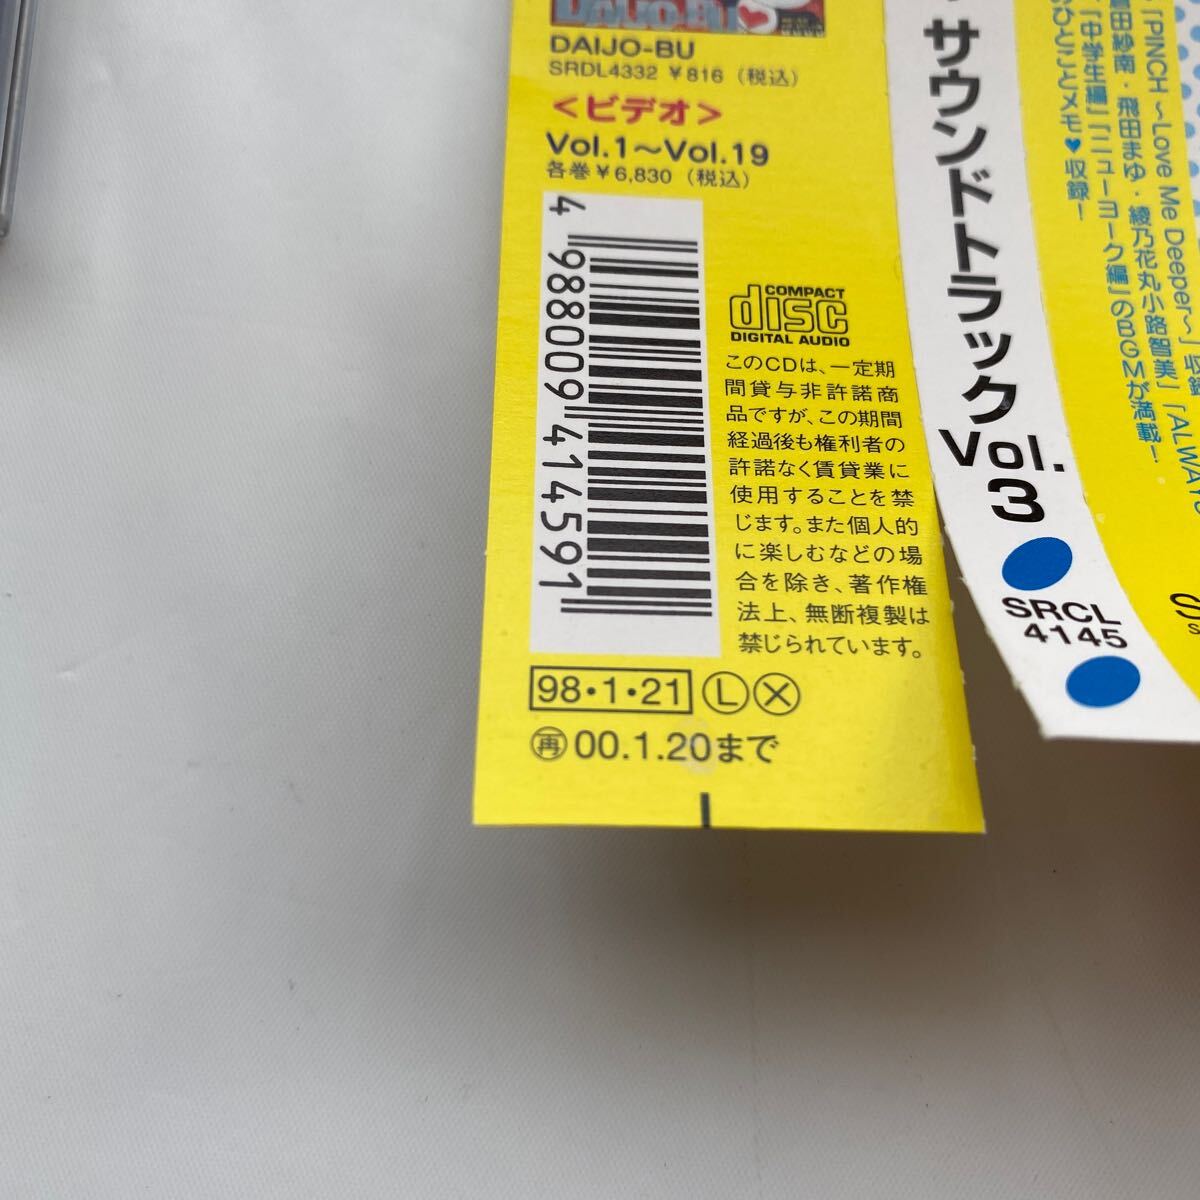 DAIJO-BU
DAIJO-BU
SRDL4332 ¥816（税込）
＜ビデオ＞
Vol.1〜Vol.19
各巻￥6,830（税込）
4 988009 414591
COMPACT
disc
DIGITAL AUDIO
このCDは、一定期
間貸与非許諾商
品ですが、この期間
経過後も権利者の
許諾なく賃貸業に
使用することを禁
じます。また個人的
に楽しむなどの場
合を除き、著作権
法上、無断複製は
禁じられています。
98・1・21 Ⓛ Ⓧ
㊢00.1.20まで
サウンドトラック
Vol.
3
SRCL
4145
「PINCH〜Love Me Deeper〜」収録
倉田紗南・飛田まゆ・綾乃花丸小路智美」「ALWAYS
「中学生編」「ニューヨーク編」のBGMが満載！
のひとことメモ♥収録！